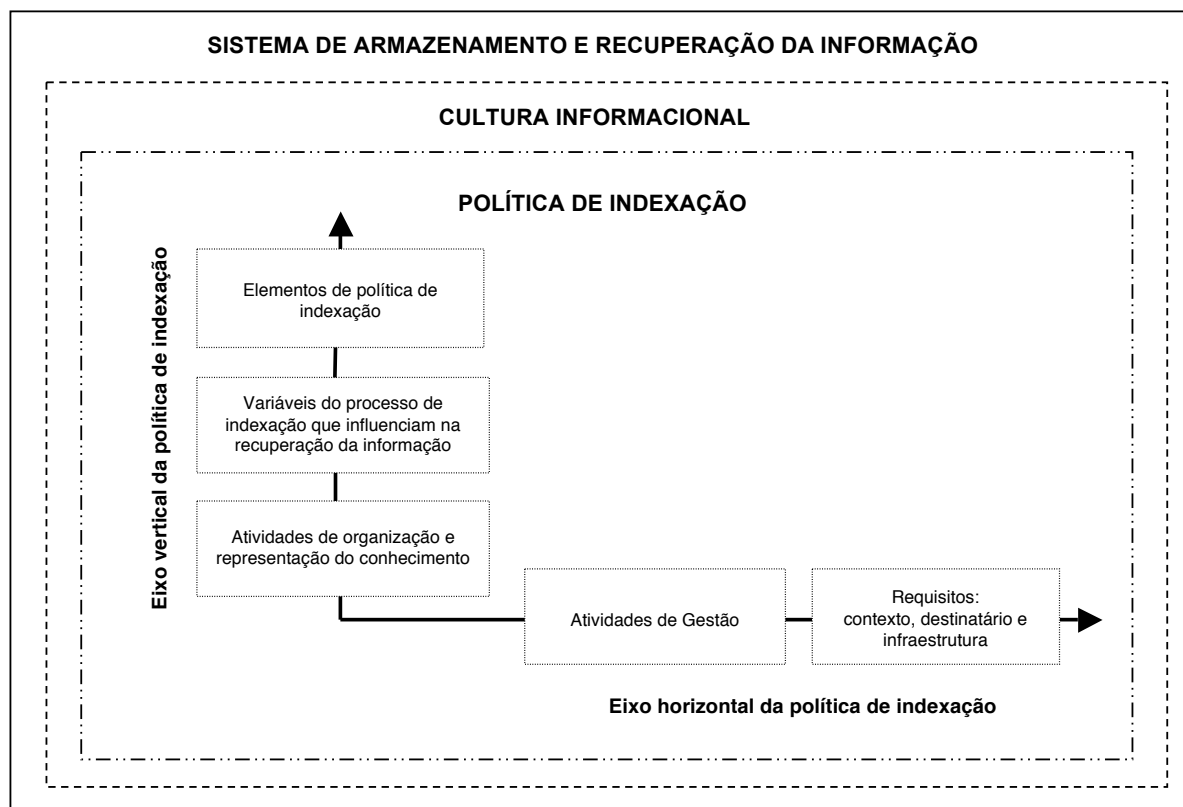 SISTEMA DE ARMAZENAMENTO E RECUPERAÇÃO DA INFORMAÇÃO
CULTURA INFORMACIONAL
POLÍTICA DE INDEXAÇÃO
Eixo vertical da política de indexação
Elementos de política de
indexação
Variáveis do processo de
indexação que influenciam na
recuperação da informação
Atividades de organização e
representação do conhecimento
Atividades de Gestão
Requisitos:
contexto, destinatário e
infraestrutura
Eixo horizontal da política de indexação